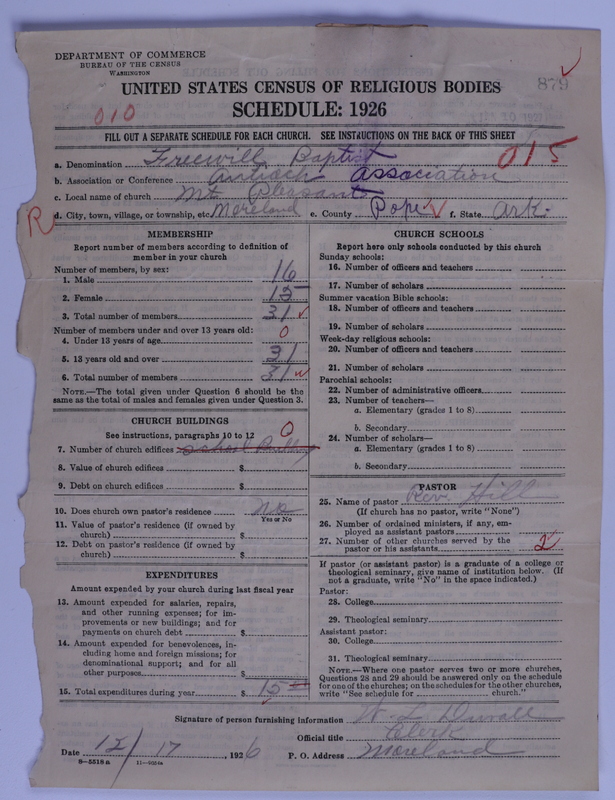 DEPARTMENT OF COMMERCE
BUREAU OF THE CENSUS
WASHINGTON
879
UNITED STATES CENSUS OF RELIGIOUS BODIES
SCHEDULE: 1926
010
FILL OUT A SEPARATE SCHEDULE FOR EACH CHURCH. SEE INSTRUCTIONS ON THE BACK OF THIS SHEET
a. Denomination Freewill Baptist 015
b. Association or Conference Antioch Association
c. Local name of church Mt Pleasant
R d. City, town, village, or township, etc. Moreland e. County Pope f. State Ark.
MEMBERSHIP
Report number of members according to definition of
member in your church
Number of members, by sex:
1. Male 16
2. Female 15
3. Total number of members 31
Number of members under and over 13 years old:
4. Under 13 years of age 0
5. 13 years old and over 31
6. Total number of members 31
NOTE.—The total given under Question 6 should be the
same as the total of males and females given under Question 3.
CHURCH BUILDINGS
See instructions, paragraphs 10 to 12 0
7. Number of church edifices School Building
8. Value of church edifices $
9. Debt on church edifices $
10. Does church own pastor's residence No
Yes or No
11. Value of pastor's residence (if owned by
church) $
12. Debt on pastor's residence (if owned by
church) $
EXPENDITURES
Amount expended by your church during last fiscal year
13. Amount expended for salaries, repairs,
and other running expenses; for im-
provements or new buildings; and for
payments on church debt $
14. Amount expended for benevolences, in-
cluding home and foreign missions; for
denominational support; and for all
other purposes $
15. Total expenditures during year $ 15
CHURCH SCHOOLS
Report here only schools conducted by this church
Sunday schools:
16. Number of officers and teachers
17. Number of scholars
Summer vacation Bible schools:
18. Number of officers and teachers
19. Number of scholars
Week-day religious schools:
20. Number of officers and teachers
21. Number of scholars
Parochial schools:
22. Number of administrative officers
23. Number of teachers—
a. Elementary (grades 1 to 8)
b. Secondary
24. Number of scholars—
a. Elementary (grades 1 to 8)
b. Secondary
PASTOR
25. Name of pastor Rev. Hill
(If church has no pastor, write "None")
26. Number of ordained ministers, if any, em-
ployed as assistant pastors
27. Number of other churches served by the
pastor or his assistants 2
If pastor (or assistant pastor) is a graduate of a college or
theological seminary, give name of institution below. (If
not a graduate, write "No" in the space indicated.)
Pastor:
28. College
29. Theological seminary
Assistant pastor:
30. College
31. Theological seminary
NOTE.—Where one pastor serves two or more churches,
Questions 28 and 29 should be answered only on the schedule
for one of the churches; on the schedules for the other churches,
write "See schedule for church."
Signature of person furnishing information W L Duvall
Official title Clerk
Date 12/17, 1926 P. O. Address Moreland
8—5518a